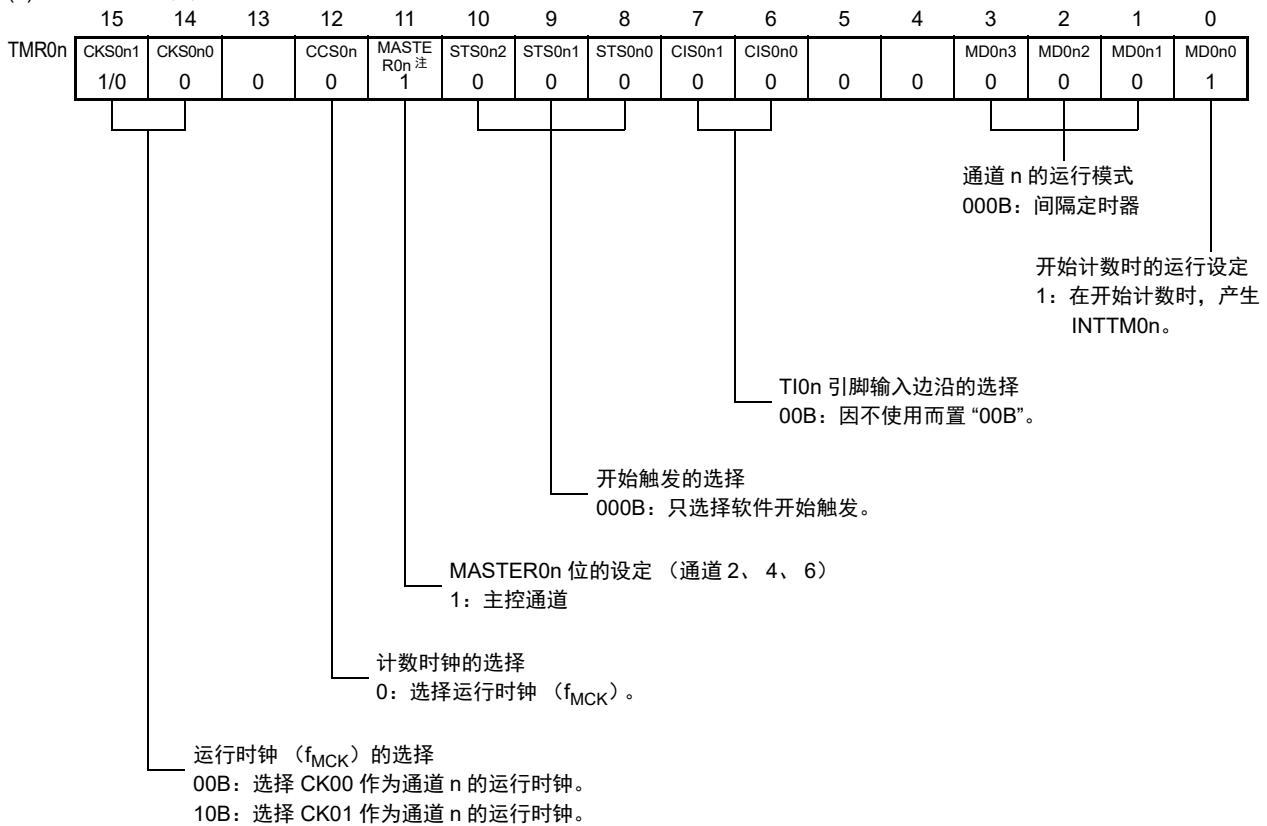 15 14 13 12 11 10 9 8 7 6 5 4 3 2 1 0
TMR0n CKS0n1 CKS0n0 CCS0n MASTE STS0n2 STS0n1 STS0n0 CIS0n1 CIS0n0 MD0n3 MD0n2 MD0n1 MD0n0
R0n 注
1/0 0 0 0 1 0 0 0 0 0 0 0 0 0 0 1
通道 n 的运行模式
000B：间隔定时器
开始计数时的运行设定
1：在开始计数时，产生
INTTM0n。
TI0n 引脚输入边沿的选择
00B：因不使用而置 “00B”。
开始触发的选择
000B：只选择软件开始触发。
MASTER0n 位的设定 （通道 2、 4、 6）
1：主控通道
计数时钟的选择
0：选择运行时钟 （fMCK）。
运行时钟 （fMCK）的选择
00B：选择 CK00 作为通道 n 的运行时钟。
10B：选择 CK01 作为通道 n 的运行时钟。